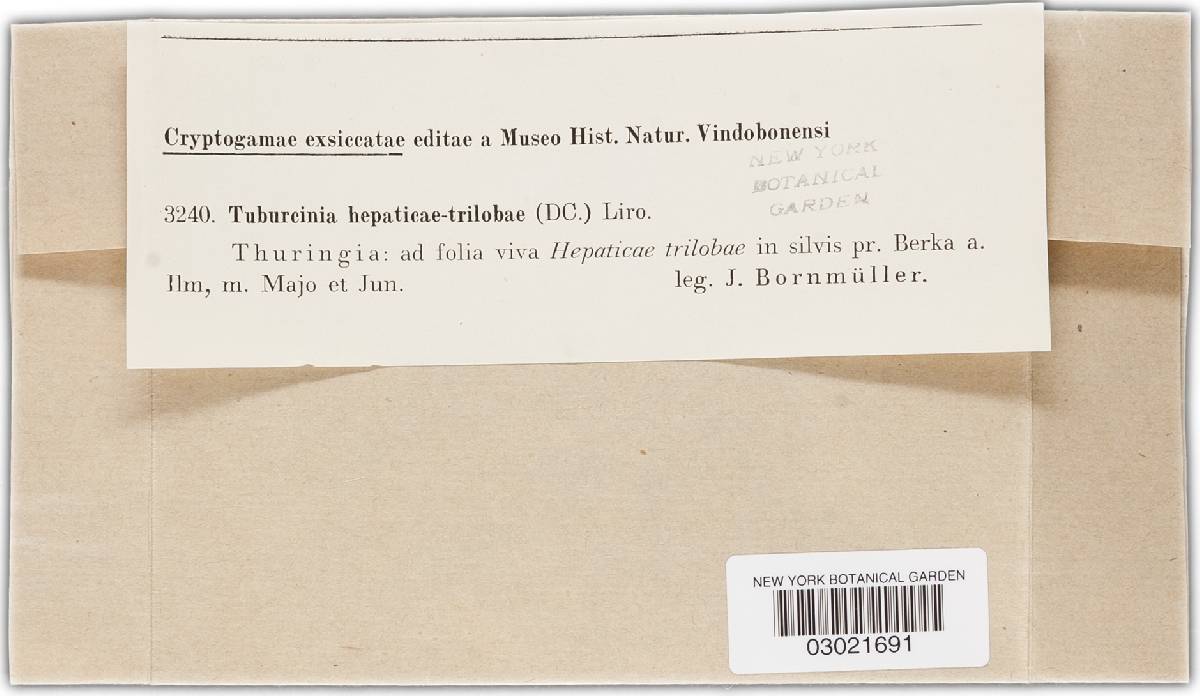 Cryptogamae exsiccatae editae a Museo Hist. Natur. Vindobonensi
NEW YORK
BOTANICAL
GARDEN
3240. Tuburcinia hepaticae-trilobae (DC.) Liro.
Thuringia: ad folia viva Hepaticae trilobae in silvis pr. Berka a.
Ilm, m. Majo et Jun. leg. J. Bornmüller.
NEW YORK BOTANICAL GARDEN
03021691